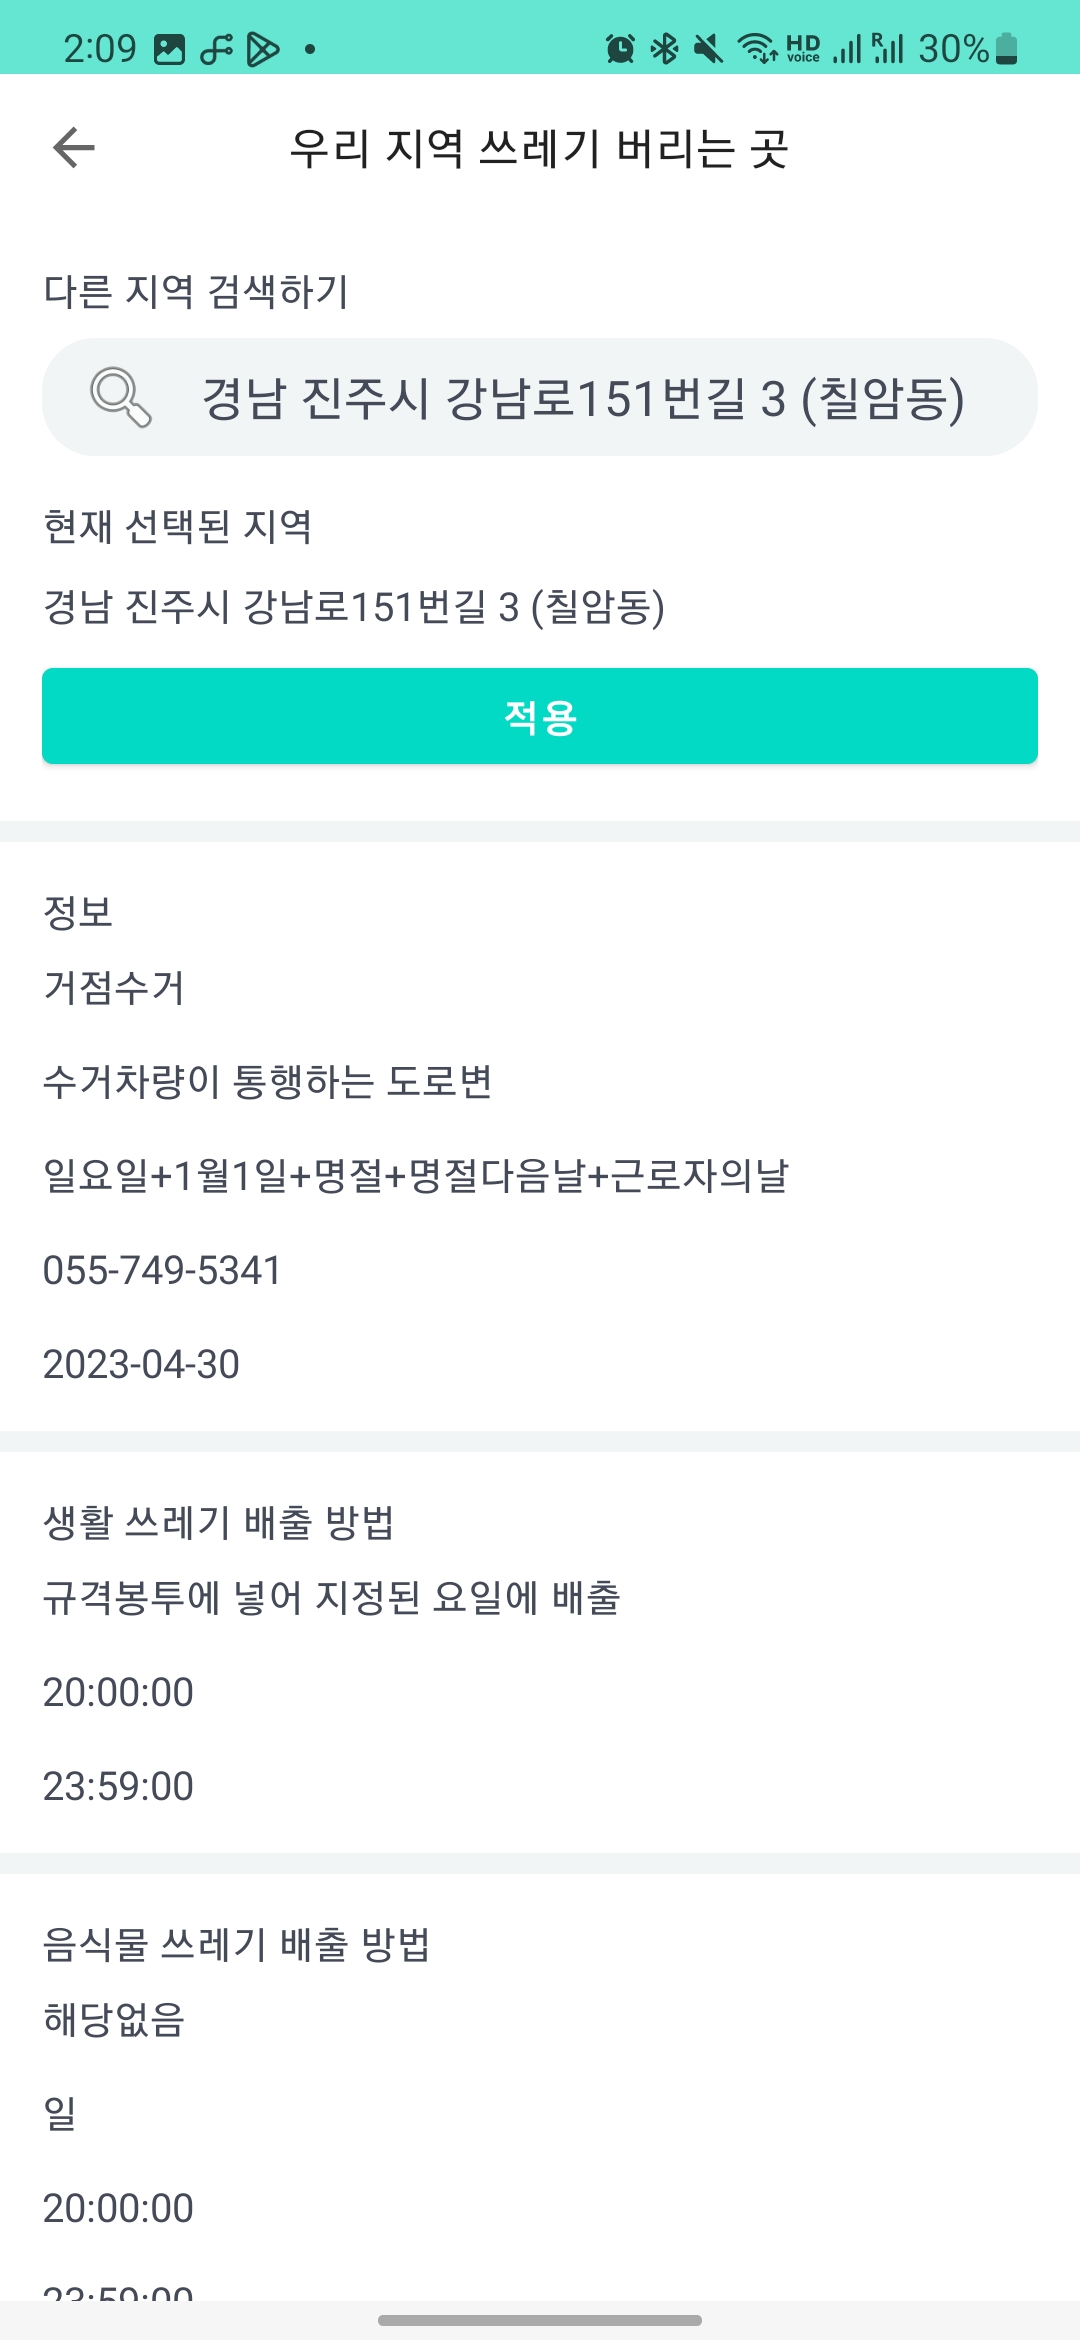 2:09
HD voice R 30%
우리 지역 쓰레기 버리는 곳
다른 지역 검색하기
경남 진주시 강남로151번길 3 (칠암동)
현재 선택된 지역
경남 진주시 강남로151번길 3 (칠암동)
적용
정보
거점수거
수거차량이 통행하는 도로변
일요일+1월1일+명절+명절다음날+근로자의날
055-749-5341
2023-04-30
생활 쓰레기 배출 방법
규격봉투에 넣어 지정된 요일에 배출
20:00:00
23:59:00
음식물 쓰레기 배출 방법
해당없음
일
20:00:00
23:59:00